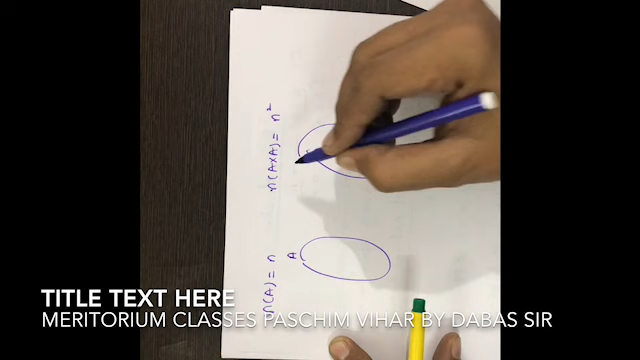 n(A) = n
n(A×A) = n²
A
TITLE TEXT HERE
MERITORIUM CLASSES PASCHIM VIHAR BY DABAS SIR